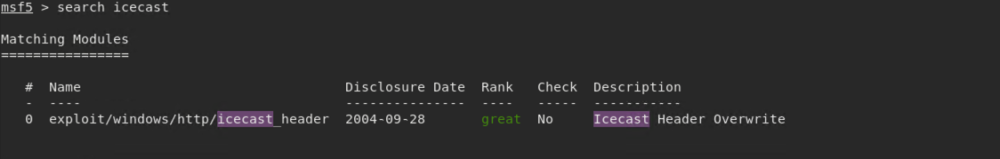 msf5 > search icecast
Matching Modules
================
#  Name                                 Disclosure Date  Rank   Check  Description
-  ----                                 ---------------  ----   -----  -----------
0  exploit/windows/http/icecast_header  2004-09-28       great  No     Icecast Header Overwrite